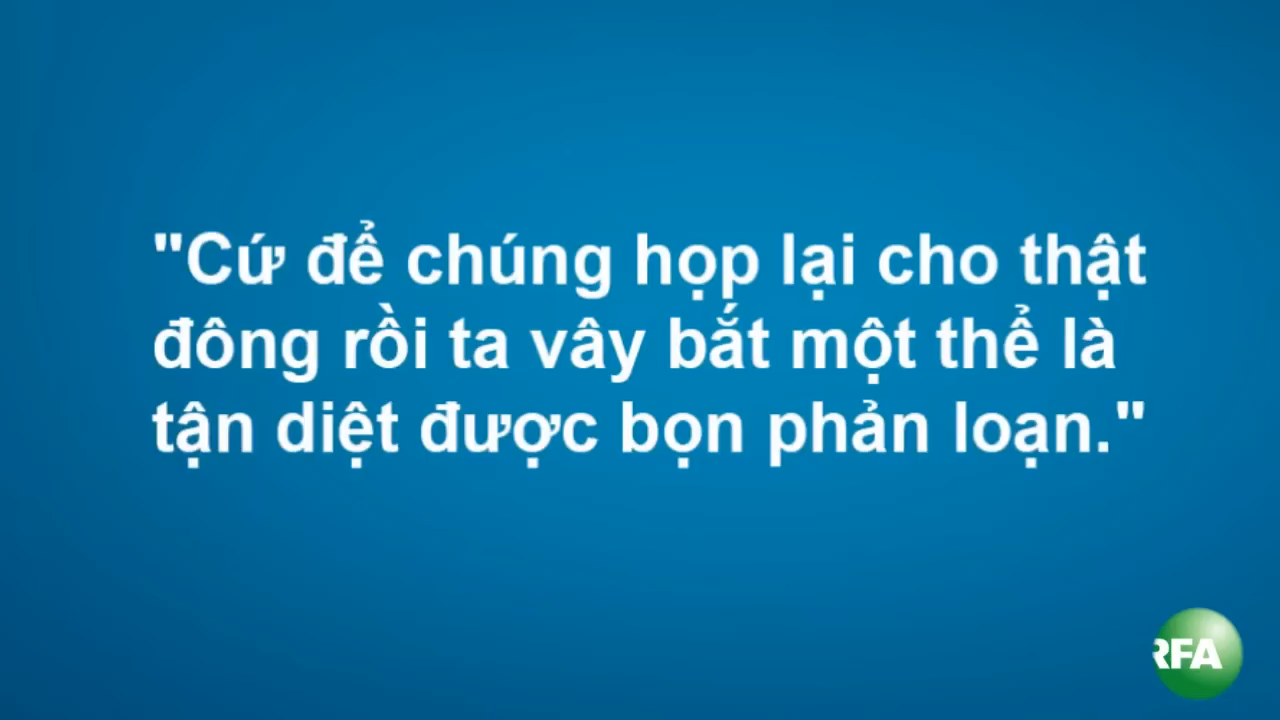 "Cứ để chúng họp lại cho thật
đông rồi ta vây bắt một thể là
tận diệt được bọn phản loạn."
RFA